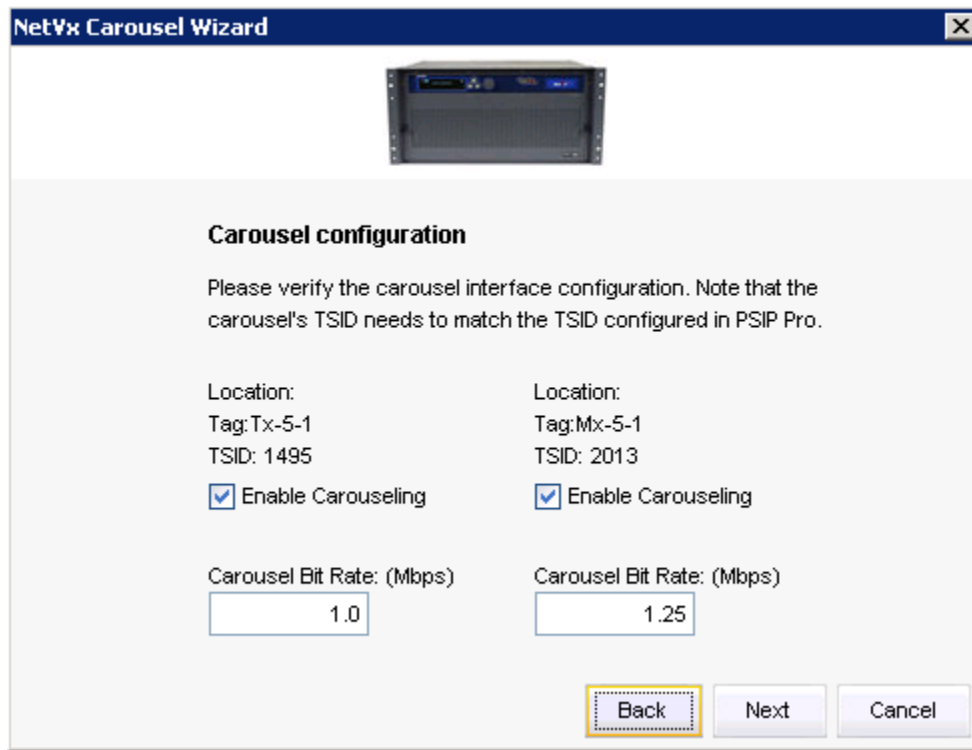 NetVx Carousel Wizard
Carousel configuration
Please verify the carousel interface configuration. Note that the
carousel's TSID needs to match the TSID configured in PSIP Pro.
Location:
Tag:Tx-5-1
TSID: 1495
Enable Carouseling
Carousel Bit Rate: (Mbps)
1.0
Location:
Tag:Mx-5-1
TSID: 2013
Enable Carouseling
Carousel Bit Rate: (Mbps)
1.25
Back
Next
Cancel